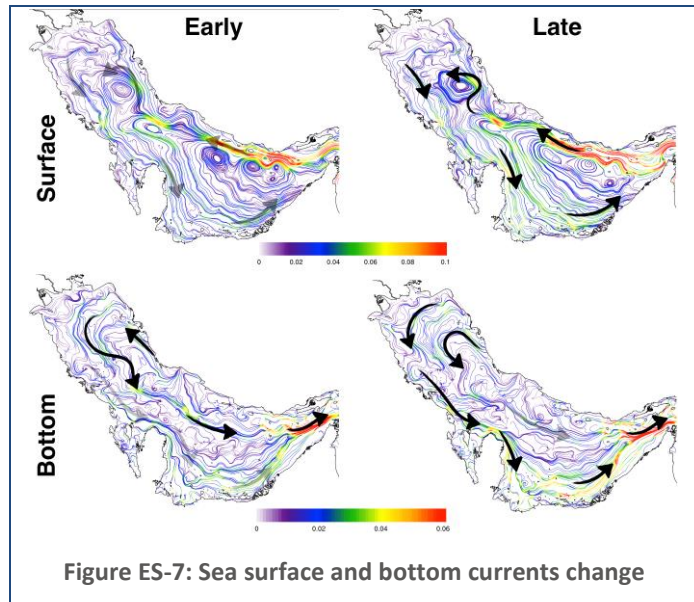 Early Late
Surface
0 0.02 0.04 0.06 0.08 0.1
Bottom
0 0.02 0.04 0.06
Figure ES-7: Sea surface and bottom currents change